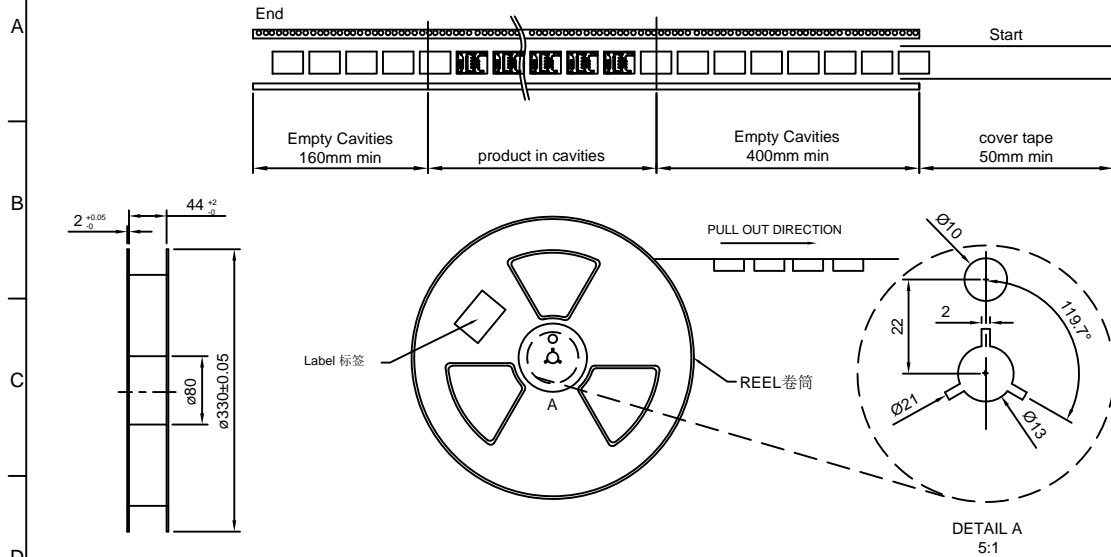 A
End
Start
Empty Cavities
160mm min
product in cavities
Empty Cavities
400mm min
cover tape
50mm min
B
2 +0.05 -0
44 +2 -0
PULL OUT DIRECTION
Ø10
22
2
119.7°
Label 标签
C
ø80
ø330±0.05
A
REEL卷筒
Ø21
Ø13
DETAIL A
5:1
D